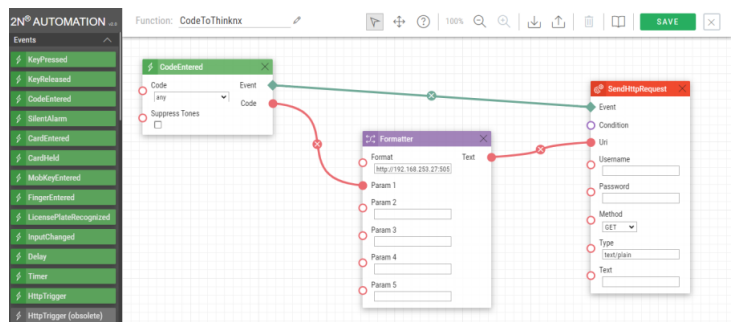 2N® AUTOMATION v2.0
Function: CodeToThinknx
100%
SAVE
Events
KeyPressed
KeyReleased
CodeEntered
SilentAlarm
CardEntered
CardHeld
MobKeyEntered
FingerEntered
LicensePlateRecognized
InputChanged
Delay
Timer
HttpTrigger
HttpTrigger (obsolete)
CodeEntered
Code Event
any
Code
Suppress Tones
Formatter
Format Text
http://192.168.253.27:505
Param 1
Param 2
Param 3
Param 4
Param 5
SendHttpRequest
Event
Condition
Uri
Username
Password
Method
GET
Type
text/plain
Text